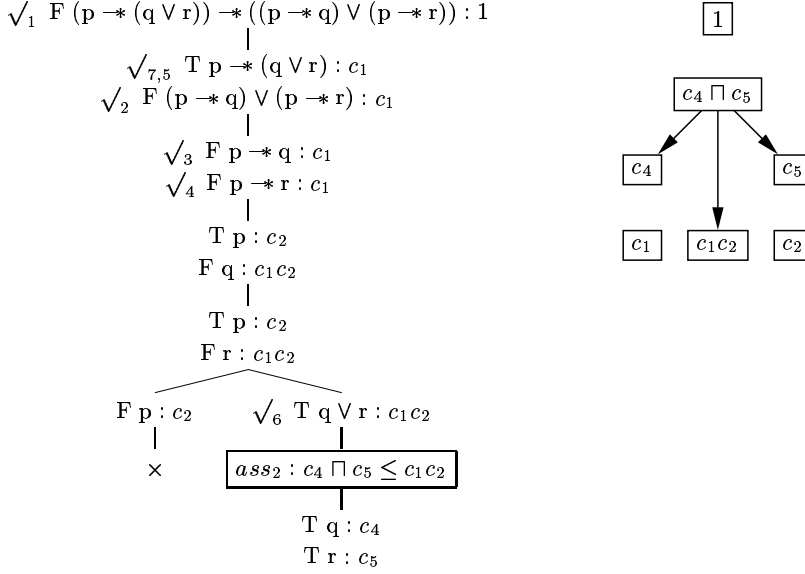 √₁ F (p −∗ (q ∨ r)) −∗ ((p −∗ q) ∨ (p −∗ r)) : 1
√₇,₅ T p −∗ (q ∨ r) : c₁
√₂ F (p −∗ q) ∨ (p −∗ r) : c₁
√₃ F p −∗ q : c₁
√₄ F p −∗ r : c₁
T p : c₂
F q : c₁c₂
T p : c₂
F r : c₁c₂
F p : c₂ √₆ T q ∨ r : c₁c₂
× ass₂ : c₄ ⊓ c₅ ≤ c₁c₂
T q : c₄
T r : c₅
1
c₄ ⊓ c₅
c₄ c₅
c₁ c₁c₂ c₂